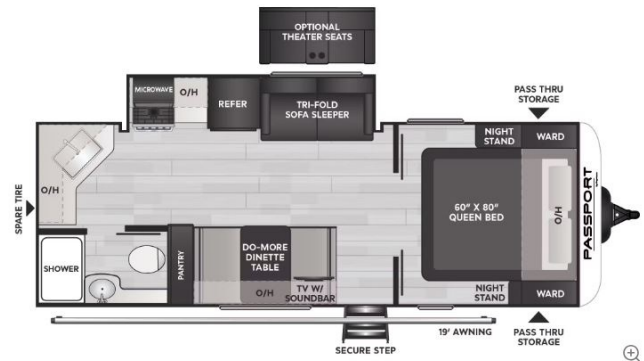 OPTIONAL
THEATER SEATS
MICROWAVE
O/H
REFER
TRI-FOLD
SOFA SLEEPER
PASS THRU
STORAGE
NIGHT
STAND
WARD
SPARE TIRE
O/H
60" X 80"
QUEEN BED
O/H
PASSPORT
SHOWER
PANTRY
DO-MORE
DINETTE
TABLE
O/H
TV W/
SOUNDBAR
NIGHT
STAND
WARD
19' AWNING
SECURE STEP
PASS THRU
STORAGE